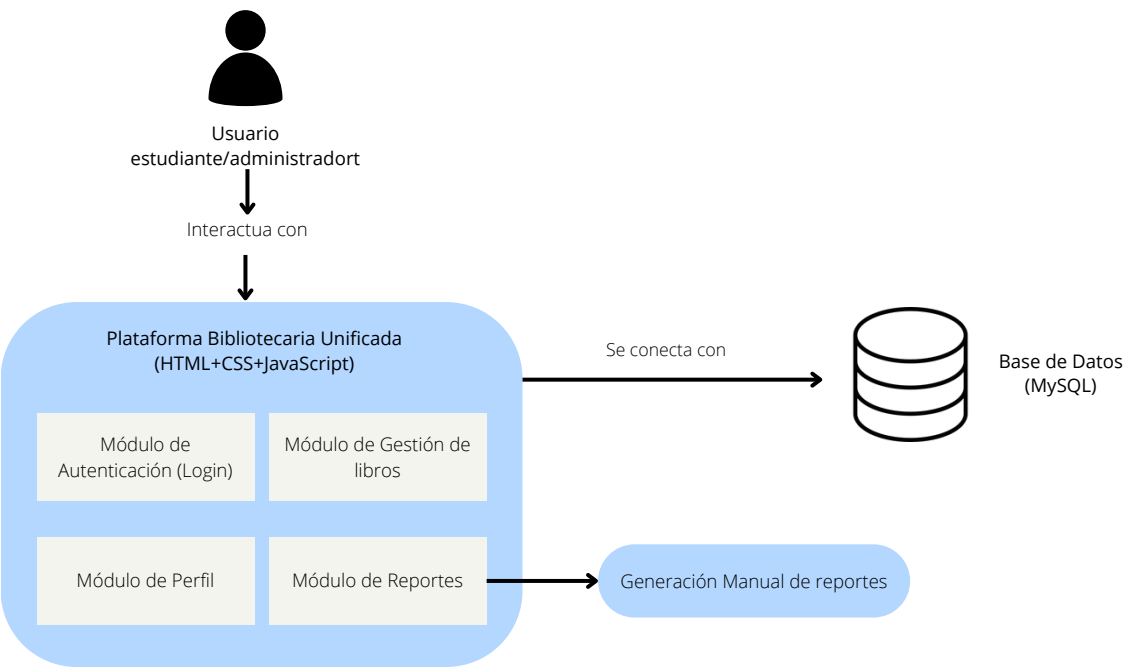 Usuario
estudiante/administradort
Interactua con
Plataforma Bibliotecaria Unificada
(HTML+CSS+JavaScript)
Se conecta con
Base de Datos
(MySQL)
Módulo de
Autenticación (Login)
Módulo de Gestión de
libros
Módulo de Perfil
Módulo de Reportes
Generación Manual de reportes